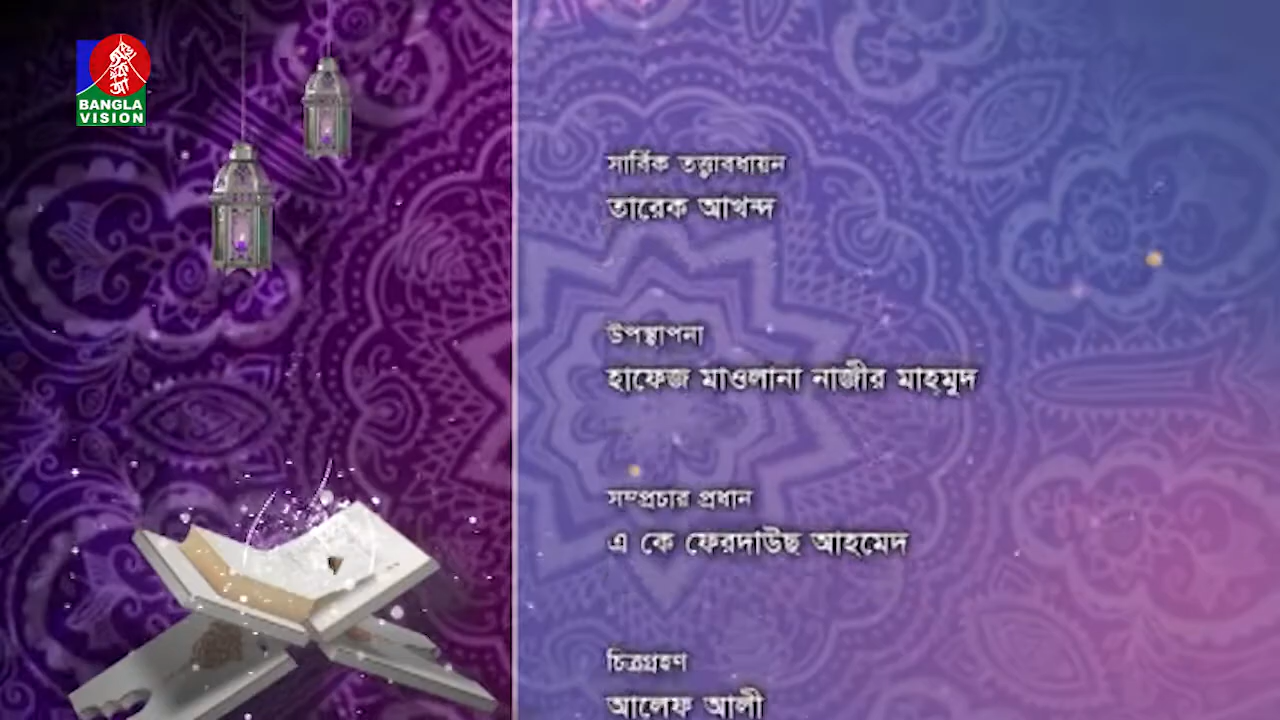 BANGLA
VISION
সার্বিক তত্ত্বাবধায়ন
তারেক আখন্দ
উপস্থাপনা
হাফেজ মাওলানা নাজীর মাহমুদ
সম্প্রচার প্রধান
এ কে ফেরদাউছ আহমেদ
চিত্রগ্রহণ
আলেফ আলী